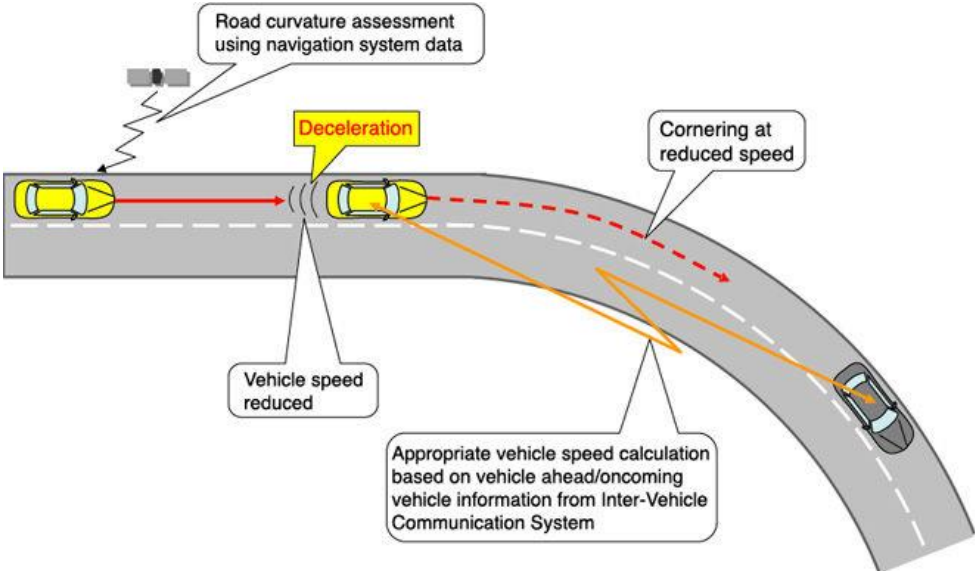 Road curvature assessment
using navigation system data
Deceleration
Cornering at
reduced speed
Vehicle speed
reduced
Appropriate vehicle speed calculation
based on vehicle ahead/oncoming
vehicle information from Inter-Vehicle
Communication System